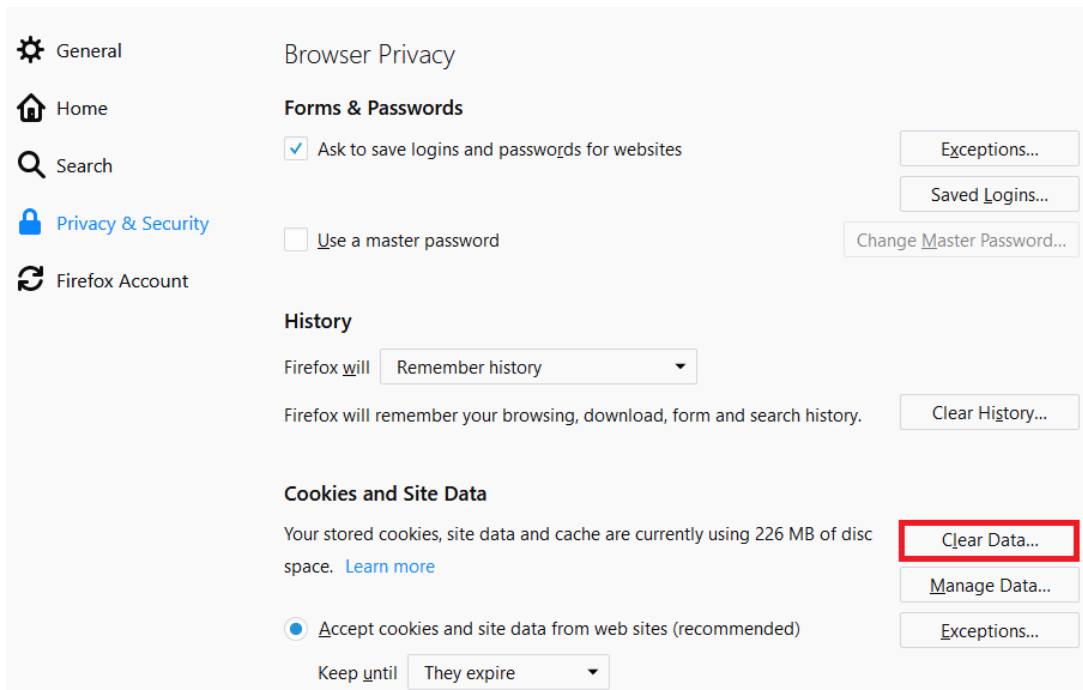 General
Home
Search
Privacy & Security
Firefox Account
Browser Privacy
Forms & Passwords
Ask to save logins and passwords for websites
Exceptions...
Saved Logins...
Use a master password
Change Master Password...
History
Firefox will Remember history
Firefox will remember your browsing, download, form and search history.
Clear History...
Cookies and Site Data
Your stored cookies, site data and cache are currently using 226 MB of disc
space. Learn more
Clear Data...
Manage Data...
Accept cookies and site data from web sites (recommended)
Exceptions...
Keep until They expire